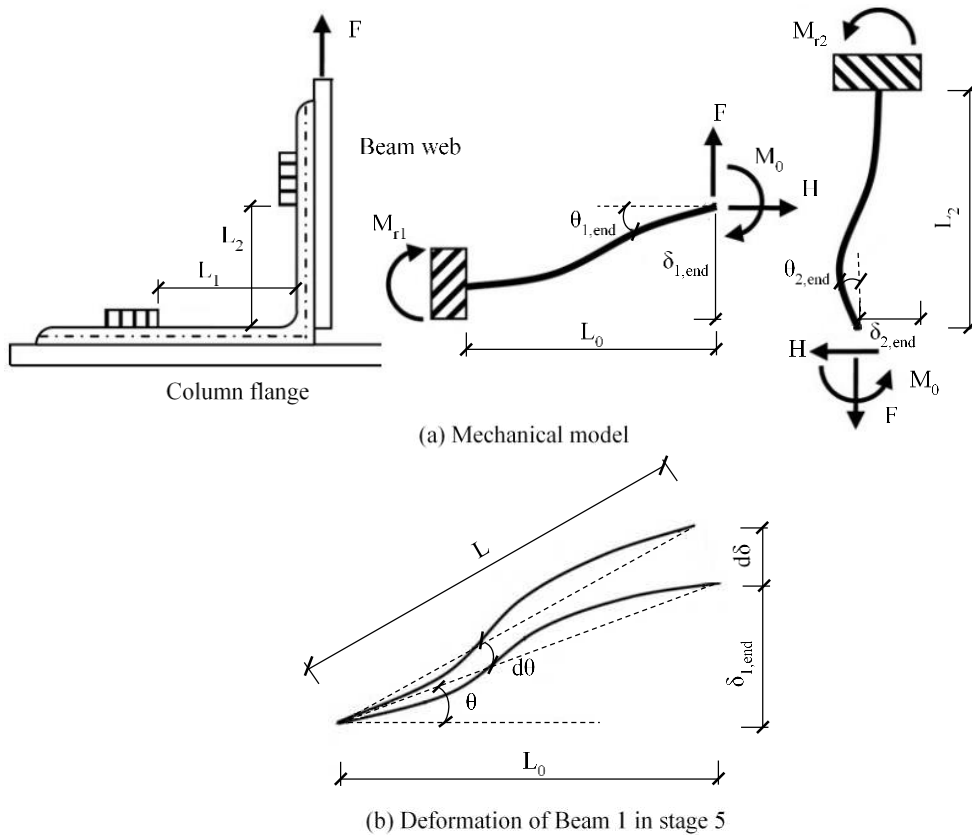 F
Beam web
L₂
L₁
Column flange
F
M₀
H
θ₁,end
δ₁,end
Mr1
L₀
Mr2
L₂
θ₂,end
δ₂,end
H
M₀
F
(a) Mechanical model
L
dδ
dθ
θ
δ₁,end
L₀
(b) Deformation of Beam 1 in stage 5